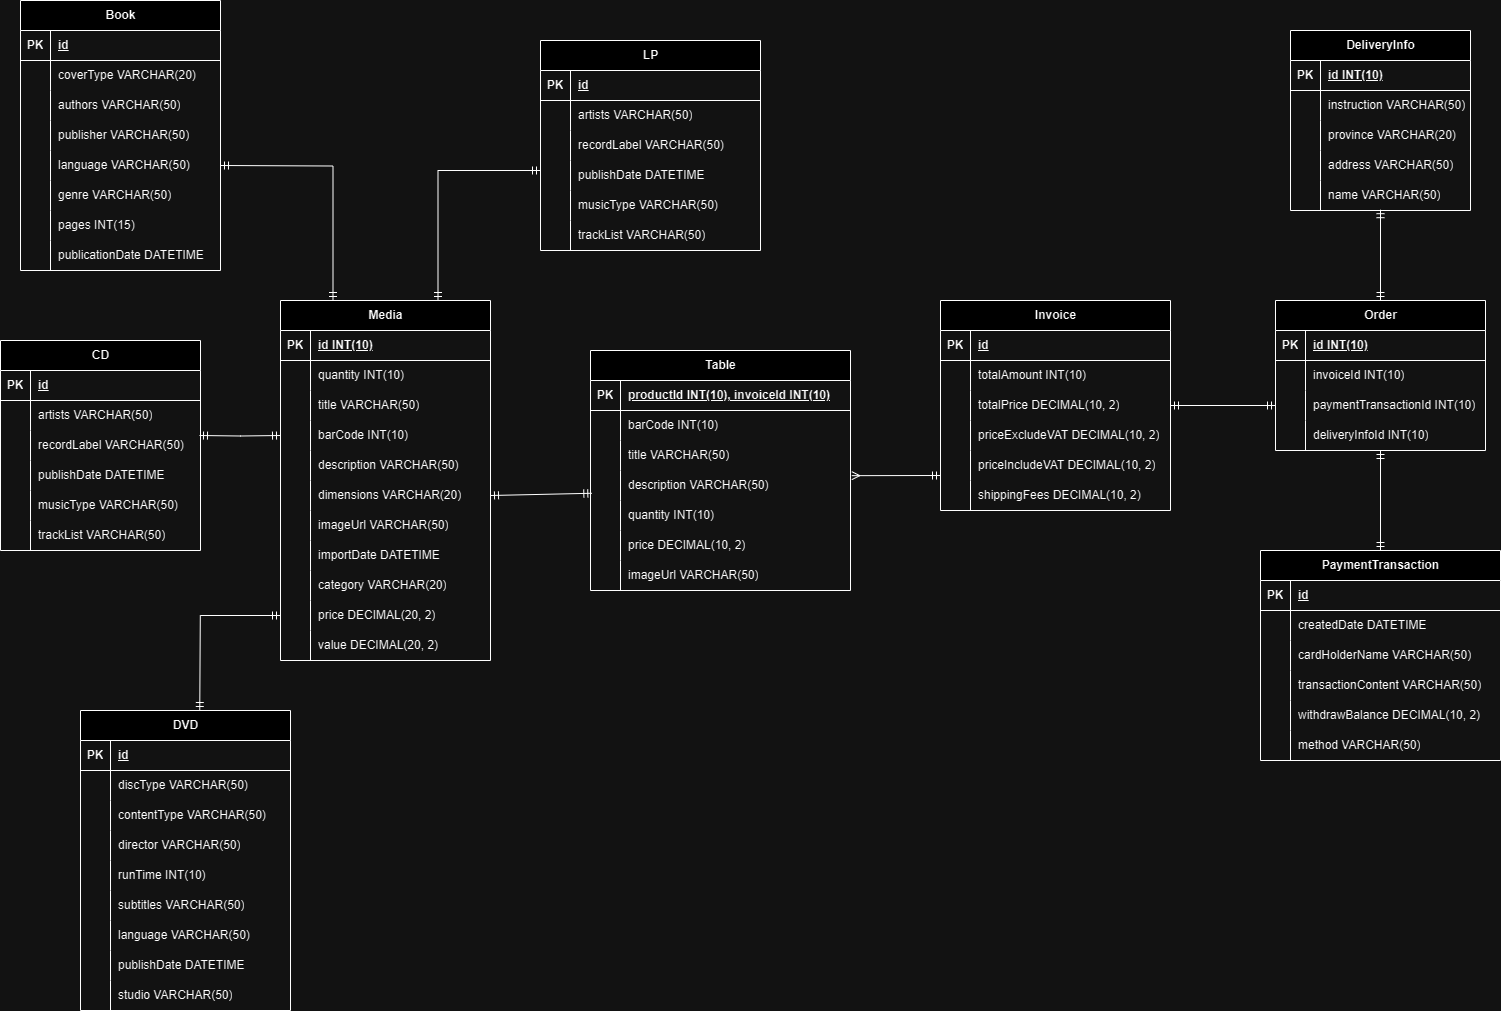 Book
PK id
coverType VARCHAR(20)
authors VARCHAR(50)
publisher VARCHAR(50)
language VARCHAR(50)
genre VARCHAR(50)
pages INT(15)
publicationDate DATETIME
LP
PK id
artists VARCHAR(50)
recordLabel VARCHAR(50)
publishDate DATETIME
musicType VARCHAR(50)
trackList VARCHAR(50)
DeliveryInfo
PK id INT(10)
instruction VARCHAR(50)
province VARCHAR(20)
address VARCHAR(50)
name VARCHAR(50)
CD
PK id
artists VARCHAR(50)
recordLabel VARCHAR(50)
publishDate DATETIME
musicType VARCHAR(50)
trackList VARCHAR(50)
Media
PK id INT(10)
quantity INT(10)
title VARCHAR(50)
barCode INT(10)
description VARCHAR(50)
dimensions VARCHAR(20)
imageUrl VARCHAR(50)
importDate DATETIME
category VARCHAR(20)
price DECIMAL(20, 2)
value DECIMAL(20, 2)
Table
PK productId INT(10), invoiceId INT(10)
barCode INT(10)
title VARCHAR(50)
description VARCHAR(50)
quantity INT(10)
price DECIMAL(10, 2)
imageUrl VARCHAR(50)
Invoice
PK id
totalAmount INT(10)
totalPrice DECIMAL(10, 2)
priceExcludeVAT DECIMAL(10, 2)
priceIncludeVAT DECIMAL(10, 2)
shippingFees DECIMAL(10, 2)
Order
PK id INT(10)
invoiceId INT(10)
paymentTransactionId INT(10)
deliveryInfoId INT(10)
PaymentTransaction
PK id
createdDate DATETIME
cardHolderName VARCHAR(50)
transactionContent VARCHAR(50)
withdrawBalance DECIMAL(10, 2)
method VARCHAR(50)
DVD
PK id
discType VARCHAR(50)
contentType VARCHAR(50)
director VARCHAR(50)
runTime INT(10)
subtitles VARCHAR(50)
language VARCHAR(50)
publishDate DATETIME
studio VARCHAR(50)